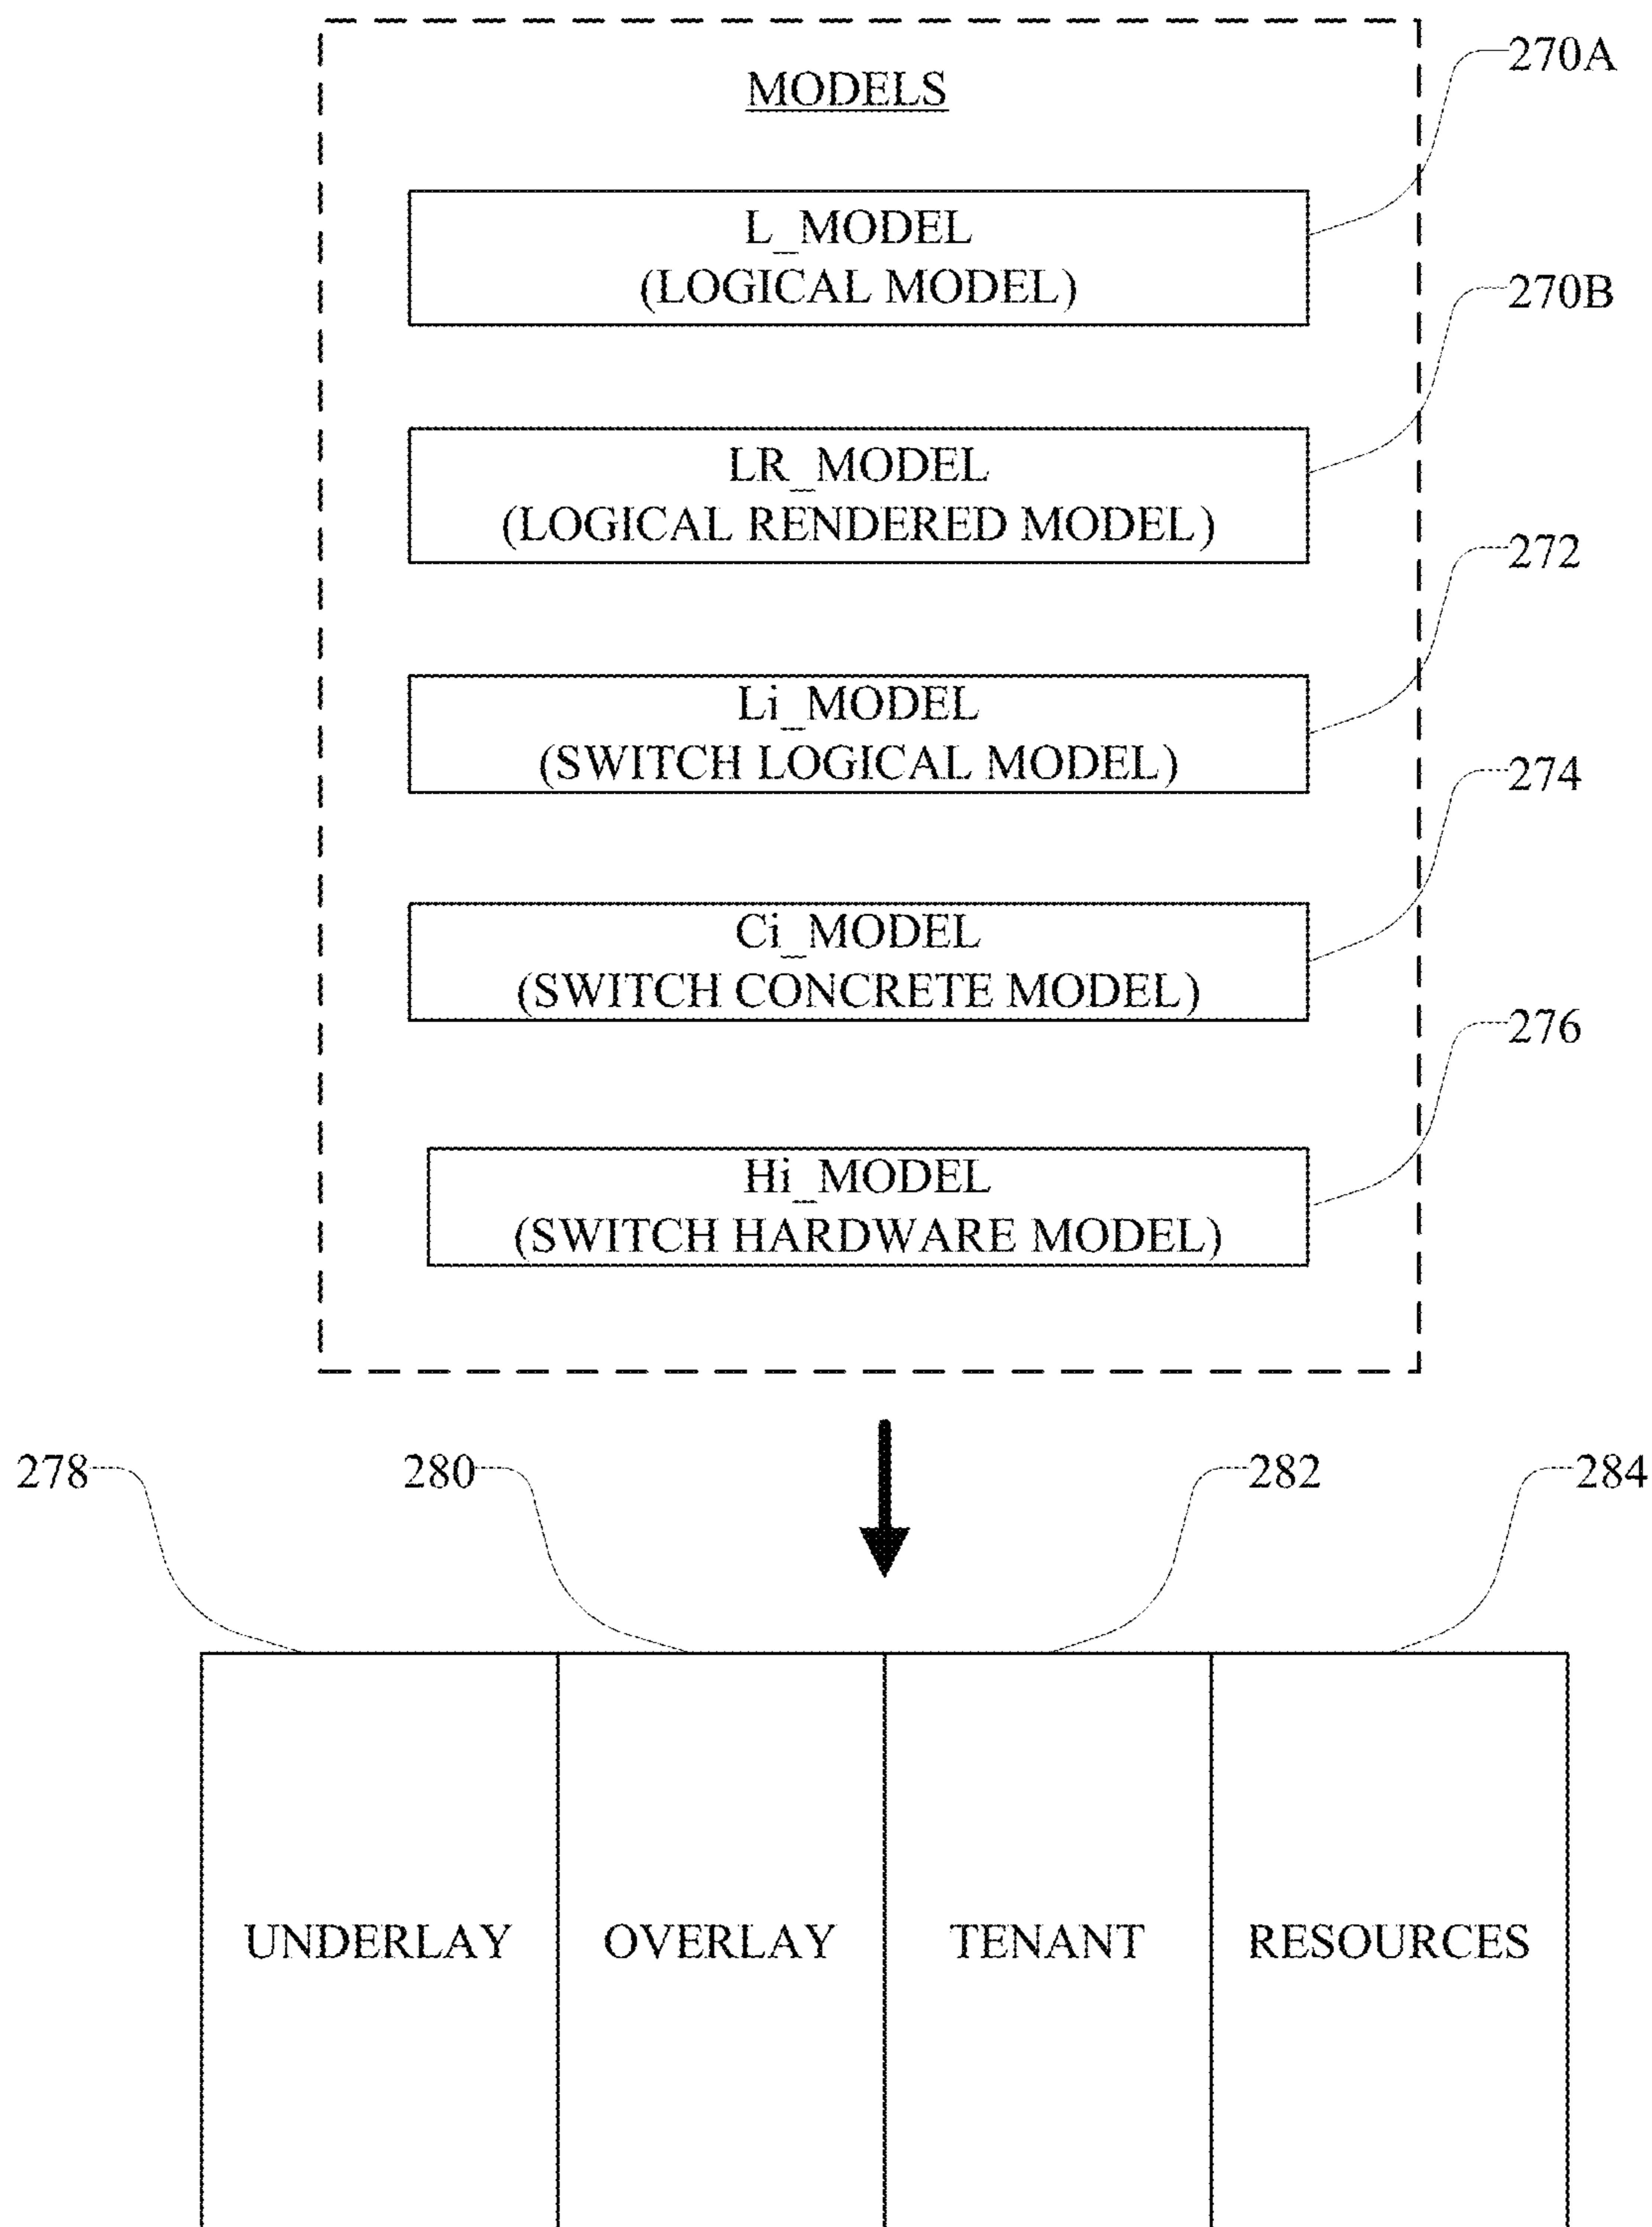 MODELS
270A
L_MODEL
(LOGICAL MODEL)
270B
LR_MODEL
(LOGICAL RENDERED MODEL)
272
Li_MODEL
(SWITCH LOGICAL MODEL)
274
Ci_MODEL
(SWITCH CONCRETE MODEL)
276
Hi_MODEL
(SWITCH HARDWARE MODEL)
278
280
282
284
UNDERLAY
OVERLAY
TENANT
RESOURCES